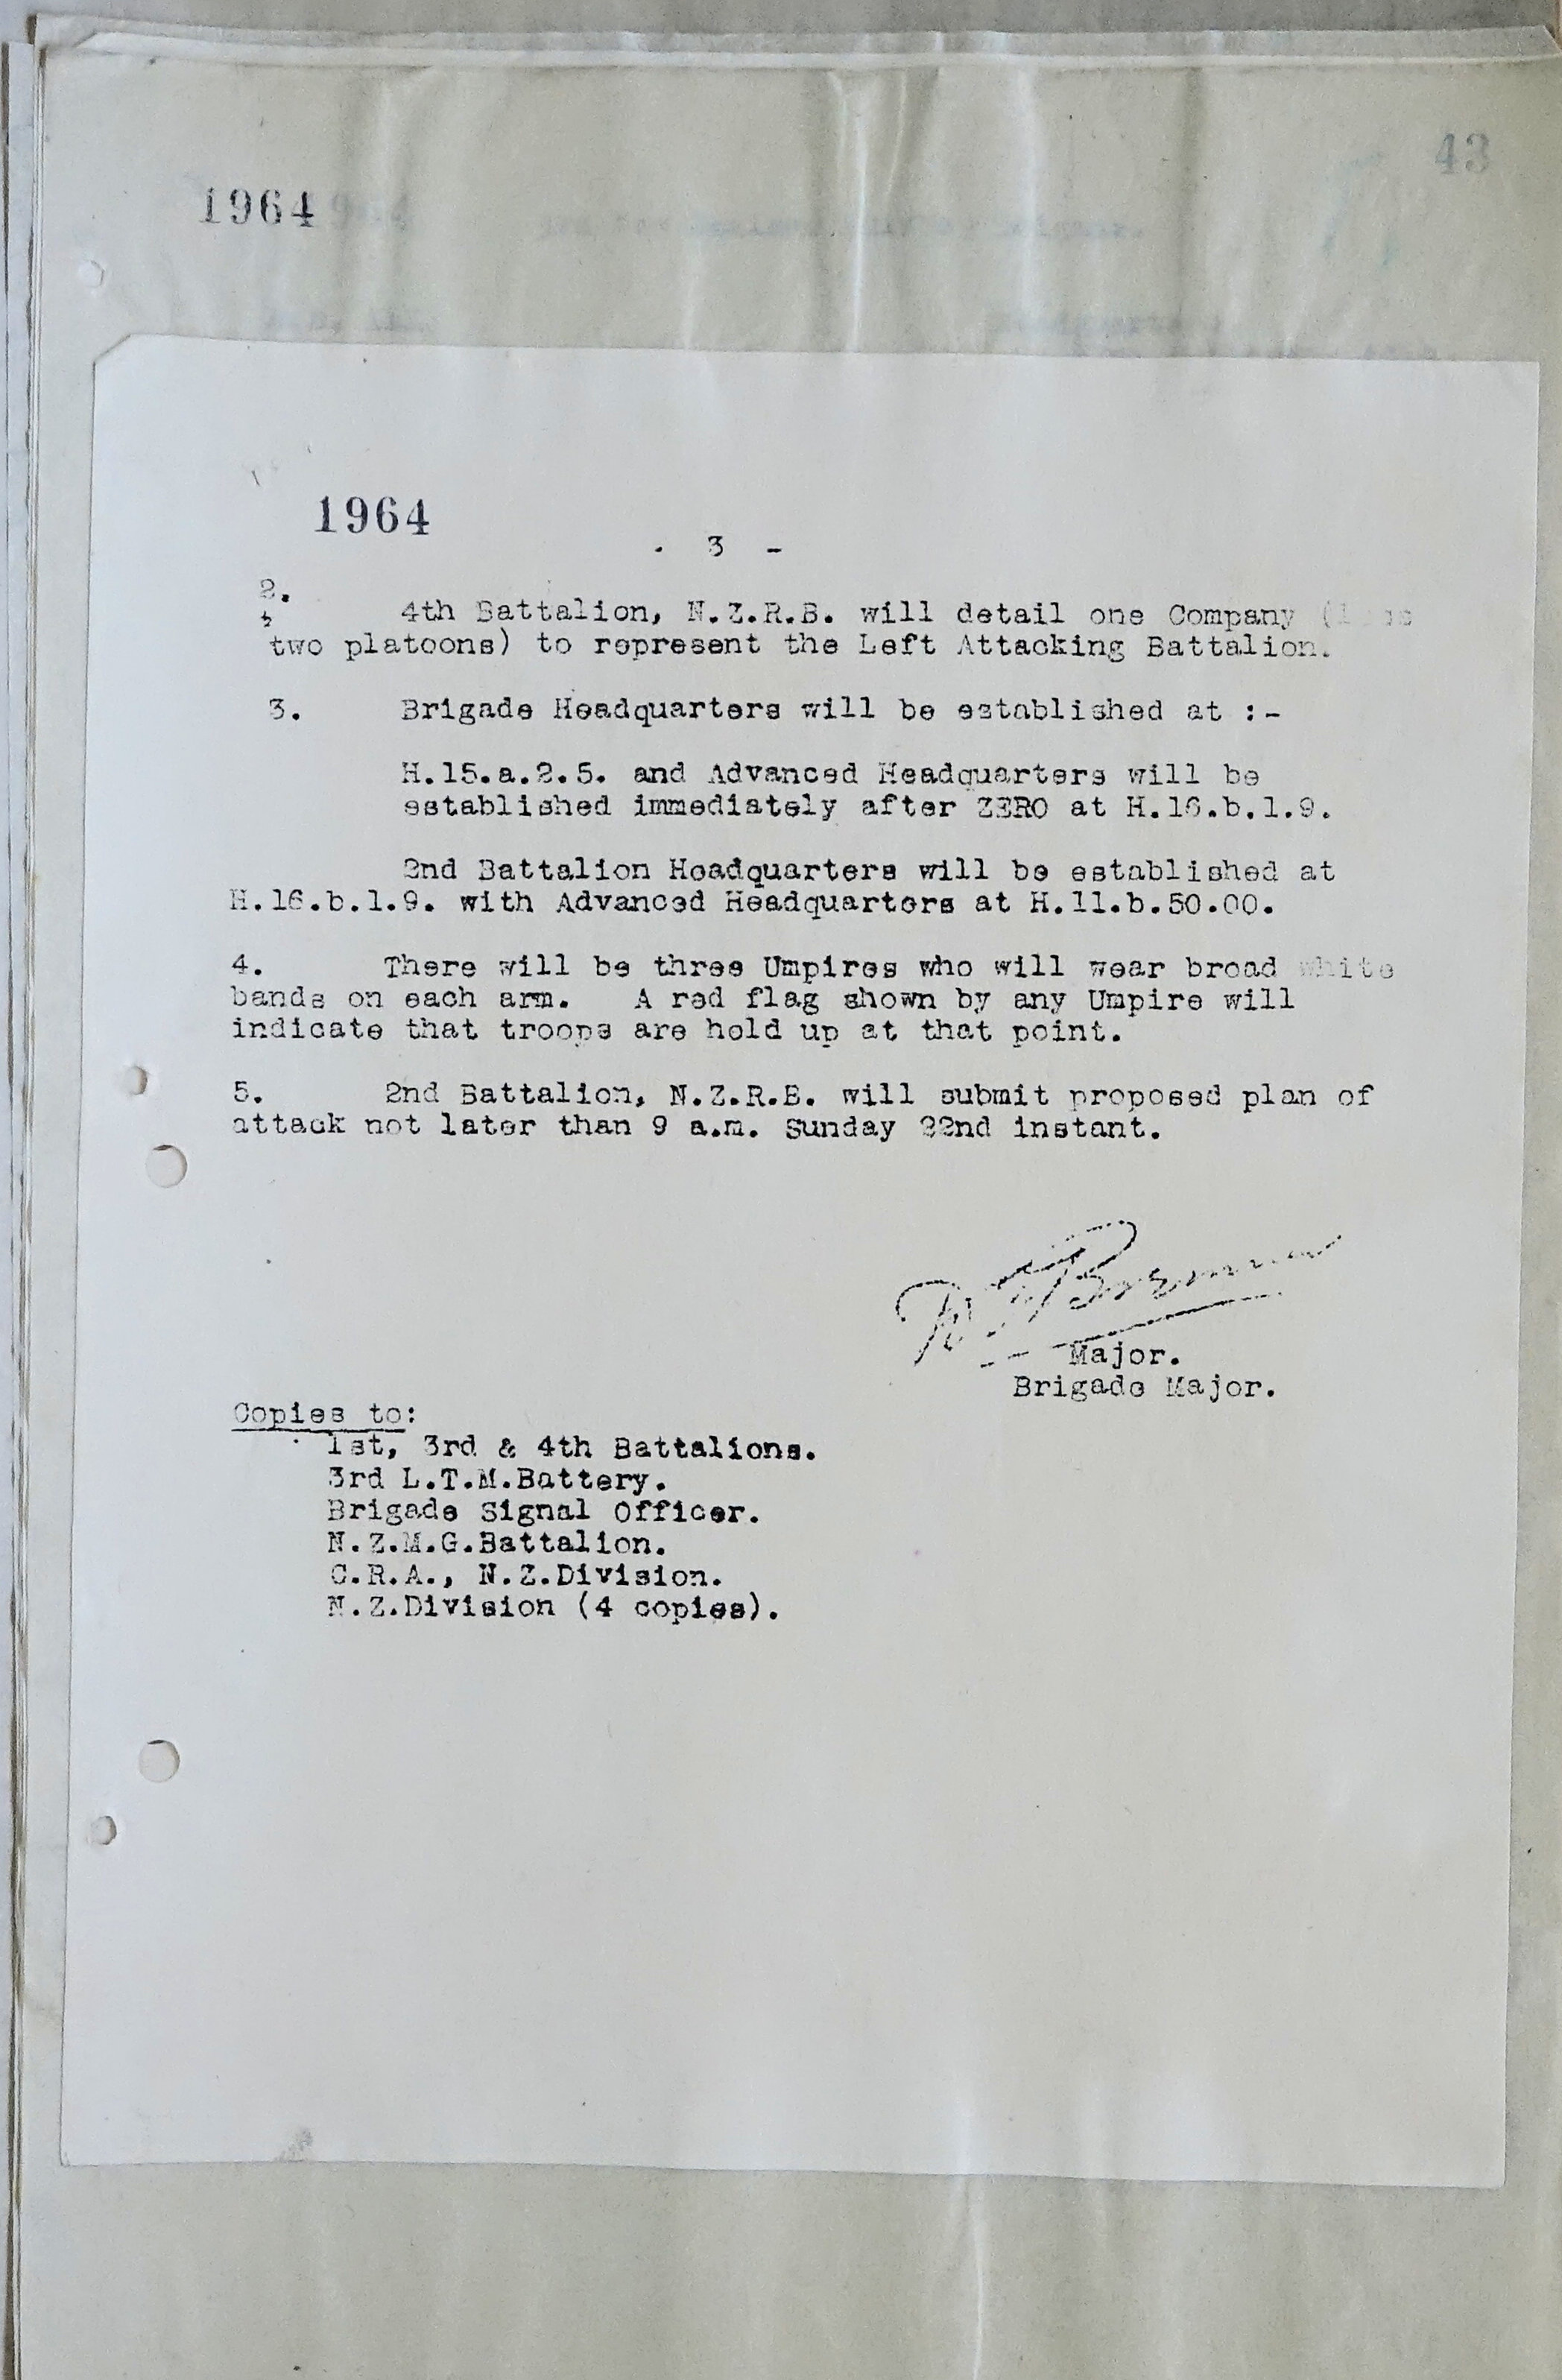 43
1964
1964
. 3 -
2.
4th Battalion, N.Z.R.B. will detail one Company (
two platoons) to represent the Left Attacking Battalion.
3. Brigade Headquarters will be established at :-
H.15.a.2.5. and Advanced Headquarters will be
established immediately after ZERO at H.16.b.1.9.
2nd Battalion Headquarters will be established at
H.16.b.1.9. with Advanced Headquarters at H.11.b.50.00.
4. There will be three Umpires who will wear broad white
bands on each arm. A red flag shown by any Umpire will
indicate that troops are hold up at that point.
5. 2nd Battalion, N.Z.R.B. will submit proposed plan of
attack not later than 9 a.m. Sunday 22nd instant.
Major.
Brigade Major.
Copies to:
1st, 3rd & 4th Battalions.
3rd L.T.M.Battery.
Brigade Signal Officer.
N.Z.M.G.Battalion.
C.R.A., N.Z.Division.
N.Z.Division (4 copies).